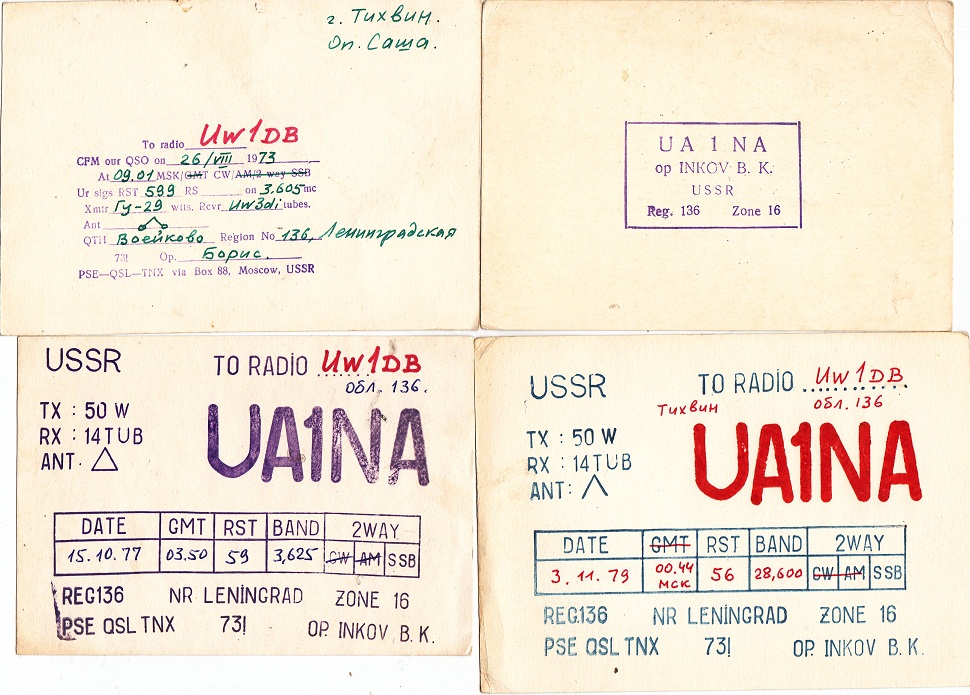 г. Тихвин.
Оп. Саша.
To radio UW1DB
CFM our QSO on 26/VIII 1973
At 09.01 MSK/GMT CW/AM/2 way SSB
Ur sigs RST 599 RS on 3.605 mc
Xmtr Гу-29 wtts. Rcvr UW3di tubes.
Ant
QTH Воейково Region No 136, Ленинградская
73! Op. Борис.
PSE—QSL—TNX via Box 88, Moscow, USSR
UA 1 NA
op INKOV B. K.
USSR
Reg. 136 Zone 16
USSR TO RADIO UW1DB
обл. 136.
TX : 50 W
RX : 14 TUB
ANT. △
UA1NA
DATE GMT RST BAND 2WAY
15.10.77 03.50 59 3,625 CW AM SSB
REG136 NR LENINGRAD ZONE 16
PSE QSL TNX 73! OP. INKOV B. K.
USSR TO RADIO UW1DB
Тихвин обл. 136
TX : 50 W
RX : 14TUB
ANT: Λ
UA1NA
DATE GMT RST BAND 2WAY
3.11.79 00.44 МСК 56 28,600 CW AM SSB
REG.136 NR LENINGRAD ZONE 16
PSE QSL TNX 73! OP. INKOV B. K.